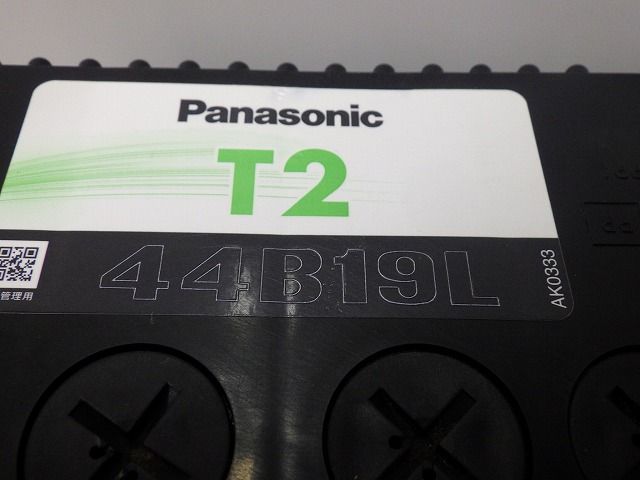 Panasonic
T2
44B19L
管理用
AK0333